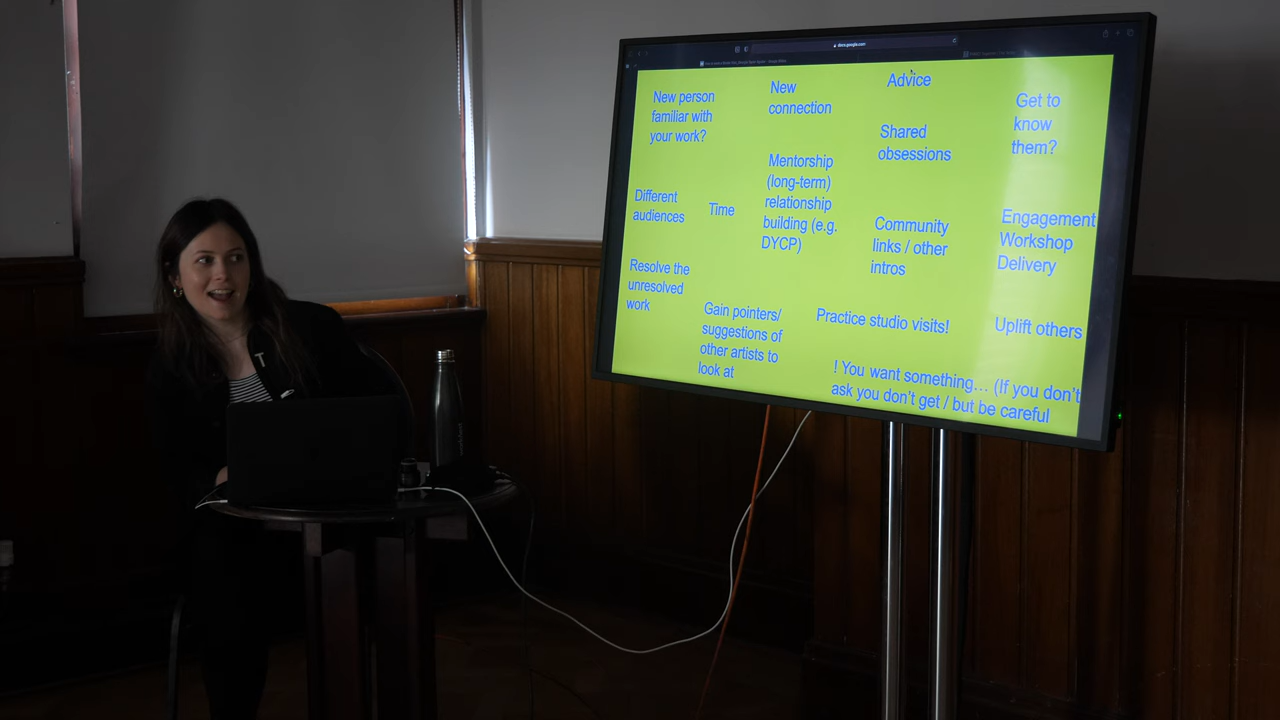 docs.google.com
New person
familiar with
your work?
New
connection
Advice
Get to
know
them?
Shared
obsessions
Mentorship
(long-term)
relationship
building (e.g.
DYCP)
Different
audiences
Time
Community
links / other
intros
Engagement
Workshop
Delivery
Resolve the
unresolved
work
Gain pointers/
suggestions of
other artists to
look at
Practice studio visits!
Uplift others
! You want something... (If you don't
ask you don't get / but be careful
T